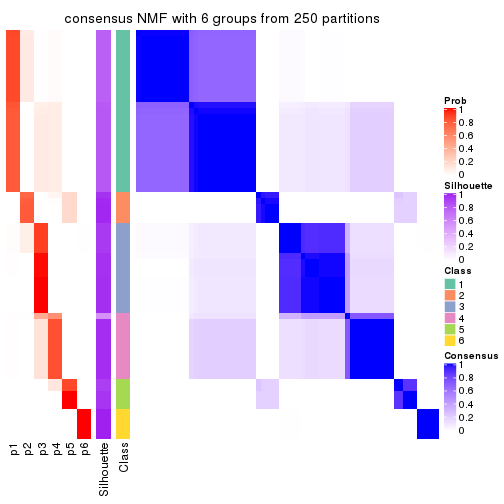 consensus NMF with 6 groups from 250 partitions
Prob
1
0.8
0.6
0.4
0.2
0
Silhouette
1
0.8
0.6
0.4
0.2
0
Class
1
2
3
4
5
6
Consensus
1
0.8
0.6
0.4
0.2
0
p1
p2
p3
p4
p5
p6
Silhouette
Class